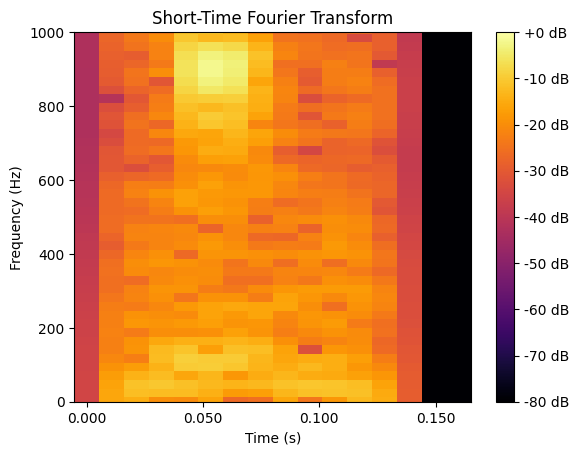 Short-Time Fourier Transform
1000
800
600
400
200
0
Frequency (Hz)
0.000
0.050
0.100
0.150
Time (s)
+0 dB
-10 dB
-20 dB
-30 dB
-40 dB
-50 dB
-60 dB
-70 dB
-80 dB